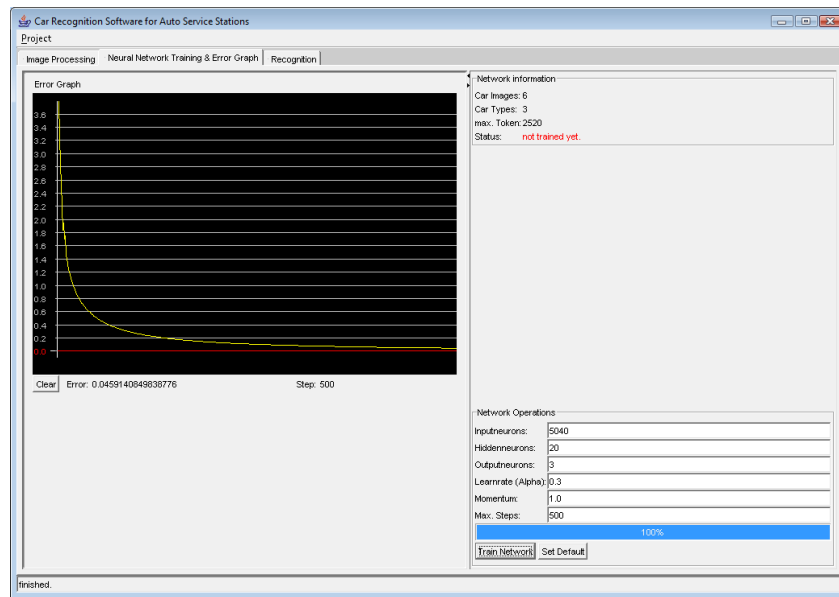 Car Recognition Software for Auto Service Stations
Project
Image Processing
Neural Network Training & Error Graph
Recognition
Error Graph
3.6
3.4
3.2
3.0
2.8
2.6
2.4
2.2
2.0
1.8
1.6
1.4
1.2
1.0
0.8
0.6
0.4
0.2
0.0
Clear Error: 0.0459140849838776 Step: 500
Network information
Car Images: 6
Car Types: 3
max. Token: 2520
Status: not trained yet.
Network Operations
Inputneurons: 5040
Hiddenneurons: 20
Outputneurons: 3
Learnrate (Alpha): 0.3
Momentum: 1.0
Max. Steps: 500
100%
Train Network Set Default
finished.